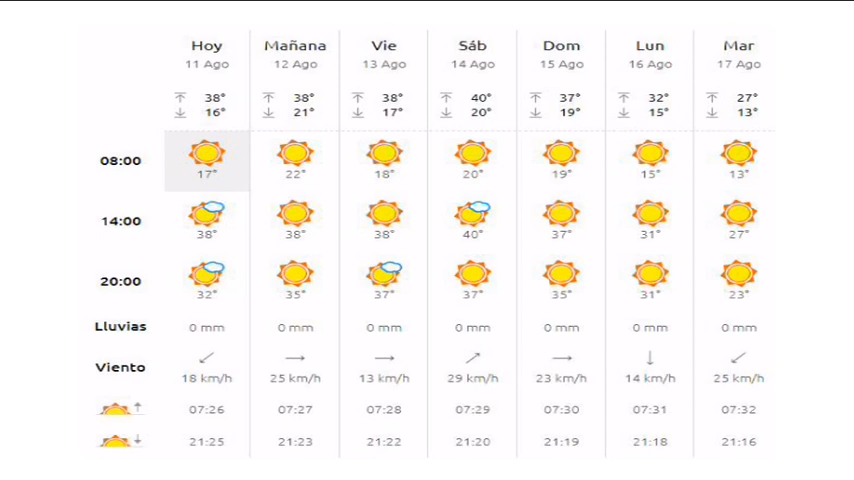 Hoy Mañana Vie Sáb Dom Lun Mar
11 Ago 12 Ago 13 Ago 14 Ago 15 Ago 16 Ago 17 Ago
38° 38° 38° 40° 37° 32° 27°
16° 21° 17° 20° 19° 15° 13°
08:00 17° 22° 18° 20° 19° 15° 13°
14:00 38° 38° 38° 40° 37° 31° 27°
20:00 32° 35° 37° 37° 35° 31° 23°
Lluvias 0 mm 0 mm 0 mm 0 mm 0 mm 0 mm 0 mm
Viento 18 km/h 25 km/h 13 km/h 29 km/h 23 km/h 14 km/h 25 km/h
07:26 07:27 07:28 07:29 07:30 07:31 07:32
21:25 21:23 21:22 21:20 21:19 21:18 21:16